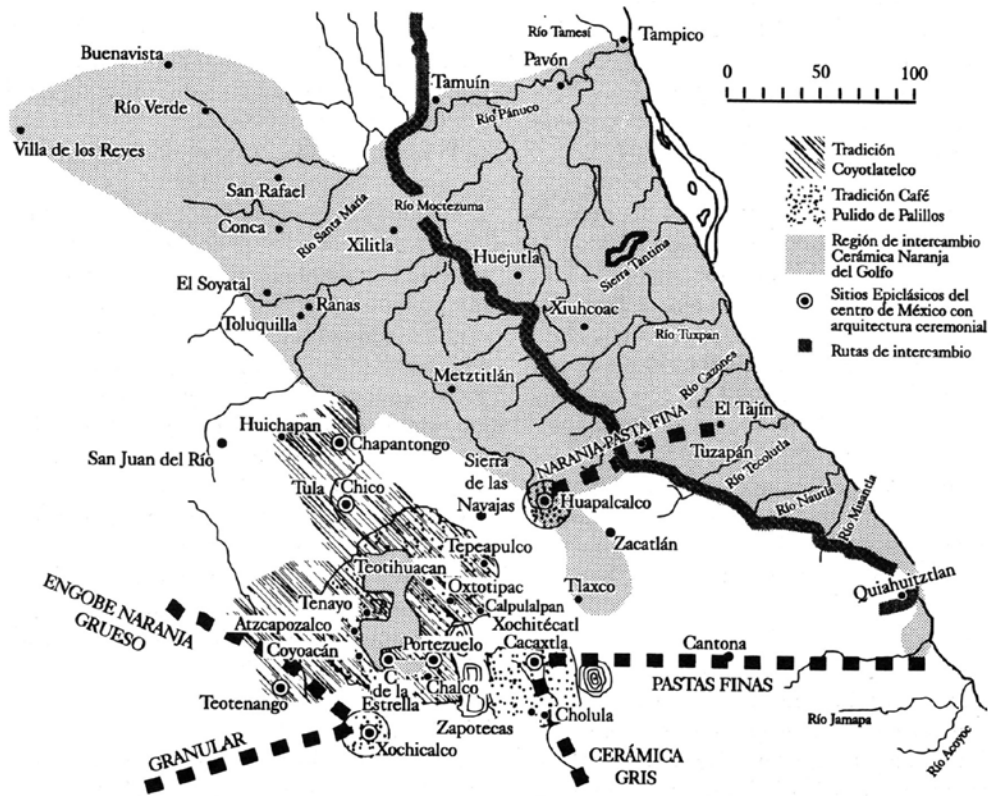 Río Tamesí
Tampico
Buenavista
Pavón
Tamuín
0 50 100
Río Verde
Río Pánuco
Villa de los Reyes
Tradición
Coyotlatelco
San Rafael
Río Moctezuma
Tradición Café
Pulido de Palillos
Conca
Río Santa María
Xilitla
Huejutla
Sierra Tantima
Región de intercambio
Cerámica Naranja
del Golfo
El Soyatal
Ranas
Toluquilla
Xiuhcoac
Sitios Epiclásicos del
centro de México con
arquitectura ceremonial
Río Tuxpan
Rutas de intercambio
Metztitlán
Río Cazones
El Tajín
Huichapan
Chapantongo
NARANJA PASTA FINA
Tuzapán
San Juan del Río
Río Tecolutla
Sierra
de las
Navajas
Tula Chico
Huapalcalco
Río Nautla
Río Misantla
Zacatlán
Tepeapulco
Teotihuacan
Tlaxco
Quiahuitztlan
ENGOBE NARANJA
GRUESO
Tenayo
Oxtotipac
Calpulalpan
Atzcapozalco
Xochitécatl
Coyoacán
Portezuelo
Cacaxtla
Cantona
Teotenango
C
de la
Estrella
Chalco
PASTAS FINAS
Zapotecas
Cholula
Río Jamapa
GRANULAR
Xochicalco
CERÁMICA
GRIS
Río Acoyoc